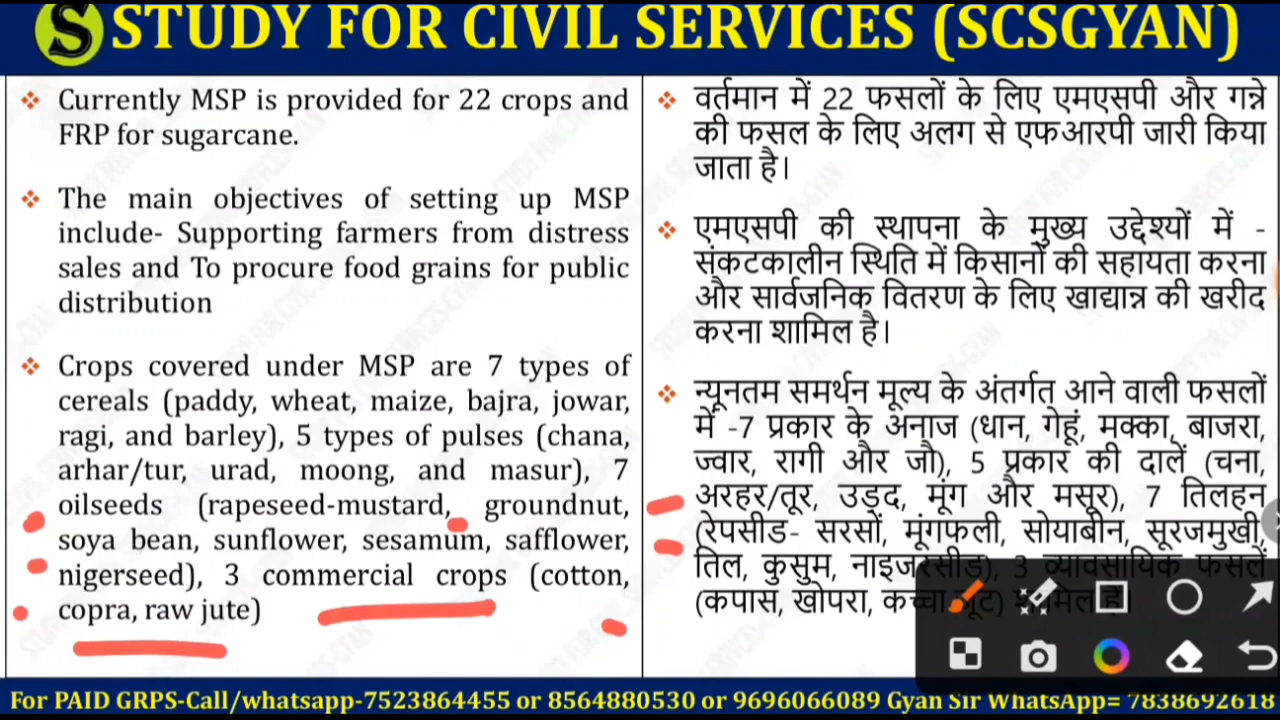 STUDY FOR CIVIL SERVICES (SCSGYAN)
Currently MSP is provided for 22 crops and
FRP for sugarcane.
The main objectives of setting up MSP
include- Supporting farmers from distress
sales and To procure food grains for public
distribution
Crops covered under MSP are 7 types of
cereals (paddy, wheat, maize, bajra, jowar,
ragi, and barley), 5 types of pulses (chana,
arhar/tur, urad, moong, and masur), 7
oilseeds (rapeseed-mustard, groundnut,
soya bean, sunflower, sesamum, safflower,
nigerseed), 3 commercial crops (cotton,
copra, raw jute)
वर्तमान में 22 फसलों के लिए एमएसपी और गन्ने
की फसल के लिए अलग से एफआरपी जारी किया
जाता है।
एमएसपी की स्थापना के मुख्य उद्देश्यों में -
संकटकालीन स्थिति में किसानों की सहायता करना
और सार्वजनिक वितरण के लिए खाद्यान्न की खरीद
करना शामिल है।
न्यूनतम समर्थन मूल्य के अंतर्गत आने वाली फसलों
में -7 प्रकार के अनाज (धान, गेहूं, मक्का, बाजरा,
ज्वार, रागी और जौ), 5 प्रकार की दालें (चना,
अरहर/तूर, उड़द, मूंग और मसूर), 7 तिलहन
(रेपसीड- सरसों, मूंगफली, सोयाबीन, सूरजमुखी,
तिल, कुसुम, नाइजरसीड), 3 व्यावसायिक फसलें
(कपास, खोपरा, कच्चा जूट) शामिल हैं।
For PAID GRPS-Call/whatsapp-7523864455 or 8564880530 or 9696066089 Gyan Sir WhatsApp= 7838692618